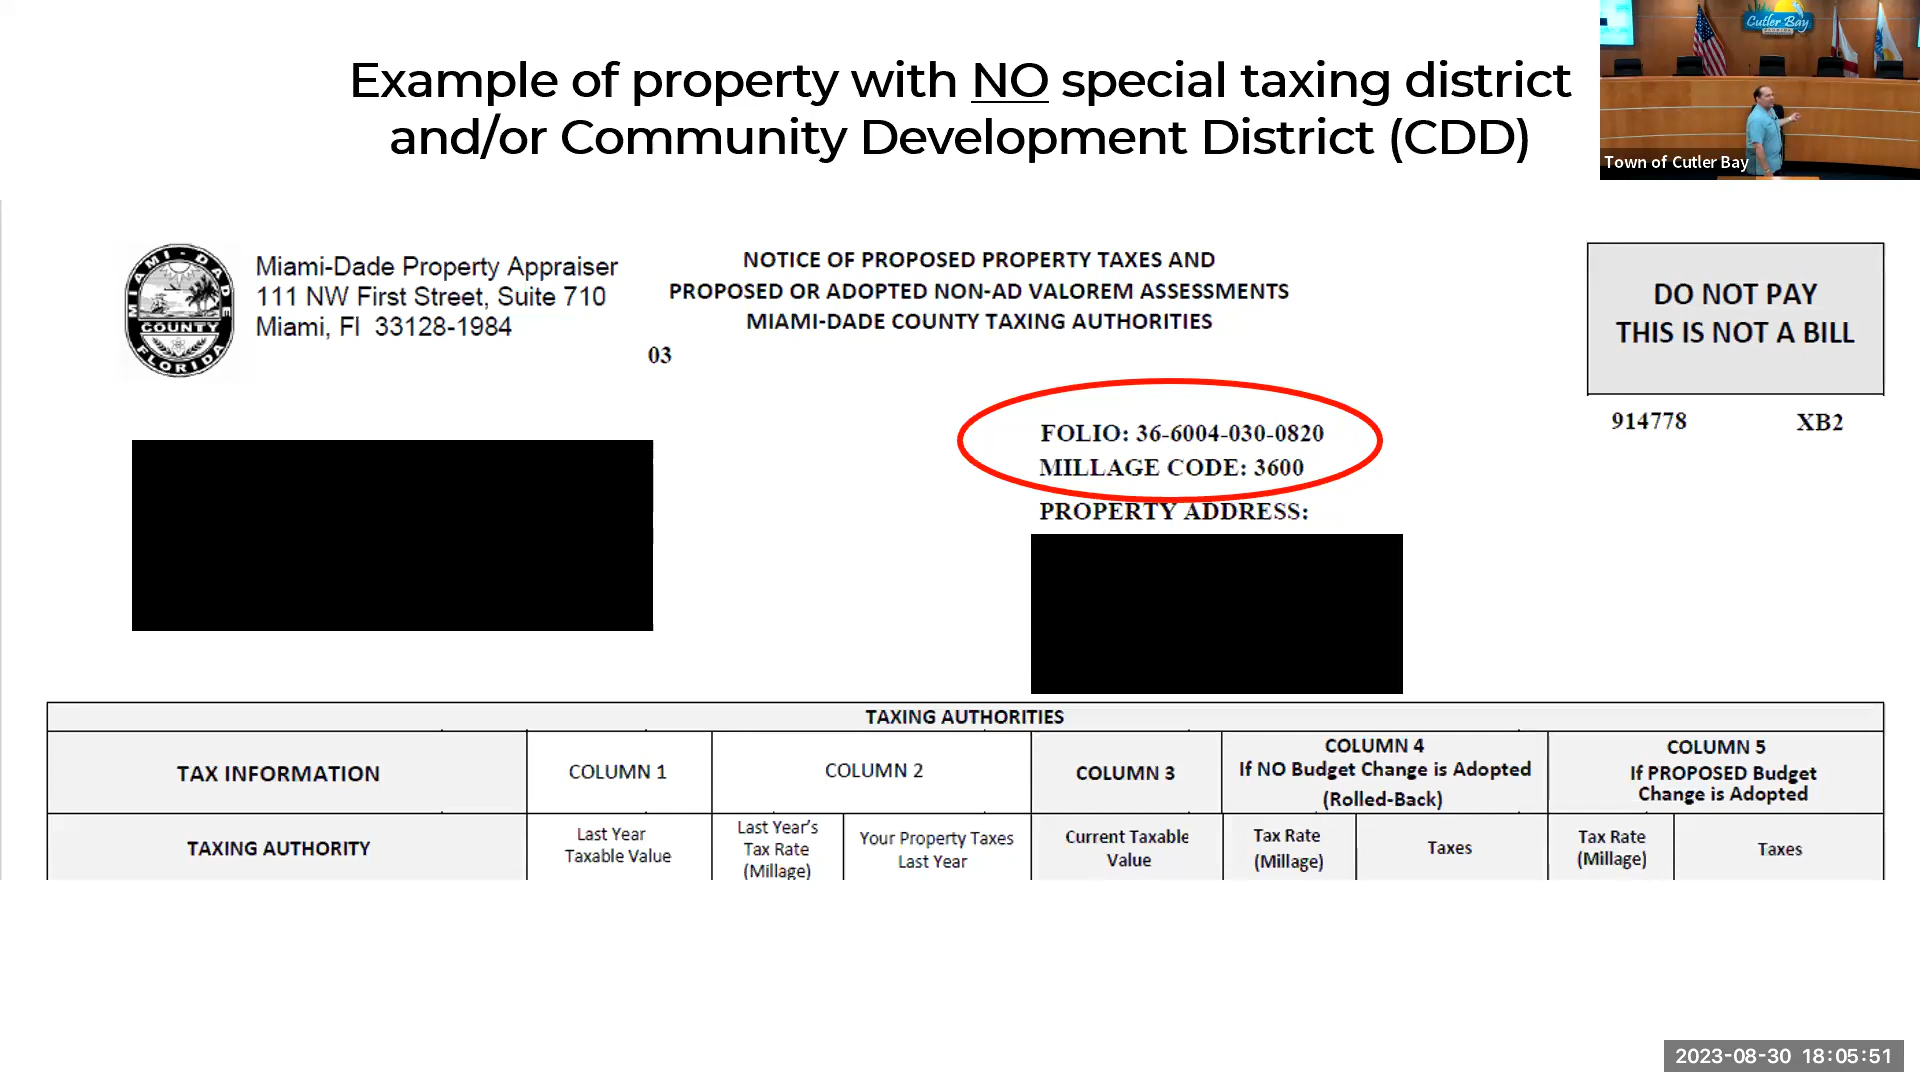 Example of property with NO special taxing district
and/or Community Development District (CDD)
Cutler Bay
Town of Cutler Bay
MIAMI-DADE
COUNTY
FLORIDA
Miami-Dade Property Appraiser
111 NW First Street, Suite 710
Miami, Fl 33128-1984
03
NOTICE OF PROPOSED PROPERTY TAXES AND
PROPOSED OR ADOPTED NON-AD VALOREM ASSESSMENTS
MIAMI-DADE COUNTY TAXING AUTHORITIES
DO NOT PAY
THIS IS NOT A BILL
914778 XB2
FOLIO: 36-6004-030-0820
MILLAGE CODE: 3600
PROPERTY ADDRESS:
TAXING AUTHORITIES
TAX INFORMATION
COLUMN 1
COLUMN 2
COLUMN 3
COLUMN 4
If NO Budget Change is Adopted
(Rolled-Back)
COLUMN 5
If PROPOSED Budget
Change is Adopted
TAXING AUTHORITY
Last Year
Taxable Value
Last Year's
Tax Rate
(Millage)
Your Property Taxes
Last Year
Current Taxable
Value
Tax Rate
(Millage)
Taxes
Tax Rate
(Millage)
Taxes
2023-08-30 18:05:51